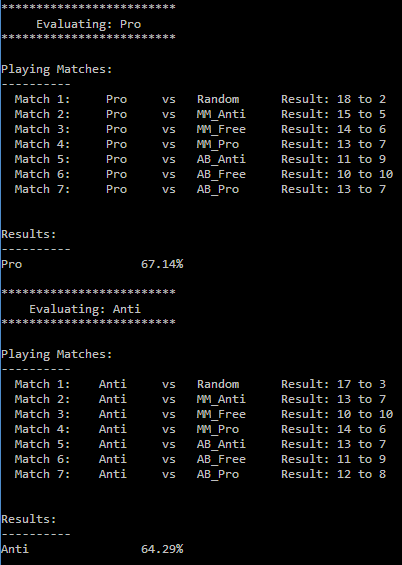 *************************
Evaluating: Pro
*************************
Playing Matches:
----------
Match 1: Pro vs Random Result: 18 to 2
Match 2: Pro vs MM_Anti Result: 15 to 5
Match 3: Pro vs MM_Free Result: 14 to 6
Match 4: Pro vs MM_Pro Result: 13 to 7
Match 5: Pro vs AB_Anti Result: 11 to 9
Match 6: Pro vs AB_Free Result: 10 to 10
Match 7: Pro vs AB_Pro Result: 13 to 7
Results:
----------
Pro 67.14%
*************************
Evaluating: Anti
*************************
Playing Matches:
----------
Match 1: Anti vs Random Result: 17 to 3
Match 2: Anti vs MM_Anti Result: 13 to 7
Match 3: Anti vs MM_Free Result: 10 to 10
Match 4: Anti vs MM_Pro Result: 14 to 6
Match 5: Anti vs AB_Anti Result: 13 to 7
Match 6: Anti vs AB_Free Result: 11 to 9
Match 7: Anti vs AB_Pro Result: 12 to 8
Results:
----------
Anti 64.29%